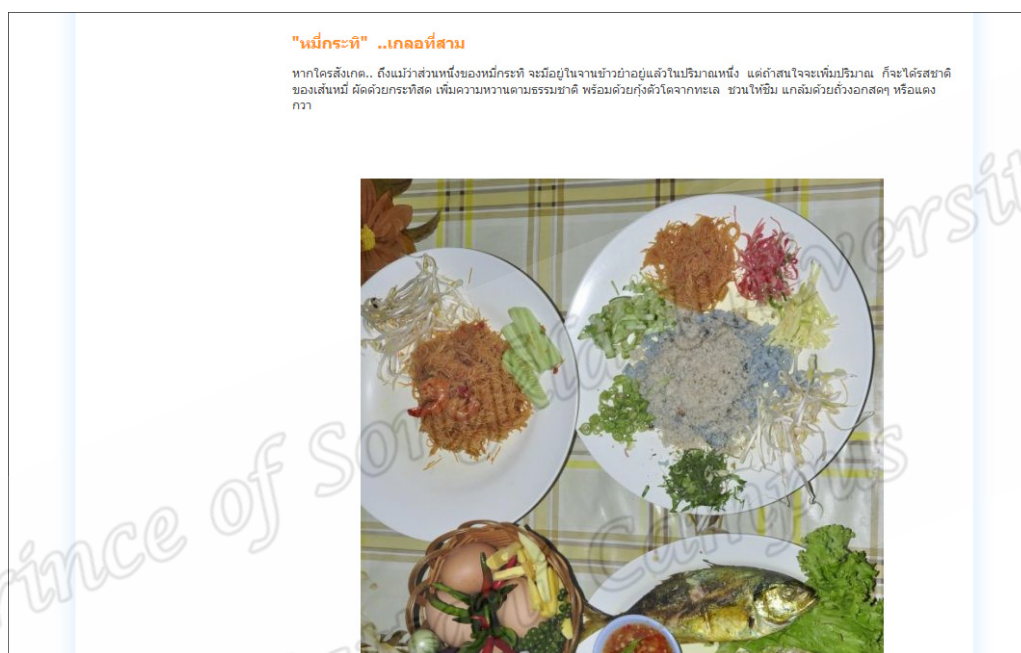 "หมี่กระทิ" ..เกลอที่สาม
หากใครสังเกต.. ถึงแม้ว่าส่วนหนึ่งของหมี่กระทิ จะมีอยู่ในจานข้าวยำอยู่แล้วในปริมาณหนึ่ง แต่ถ้าสนใจจะเพิ่มปริมาณ ก็จะได้รสชาติ
ของเส้นหมี่ ผัดด้วยกระทิสด เพิ่มความหวานตามธรรมชาติ พร้อมด้วยกุ้งตัวโตจากทะเล ชวนให้ชิม แกล้มด้วยถั่วงอกสดๆ หรือแตง
กวา
rince of Songkla Universit
Campus